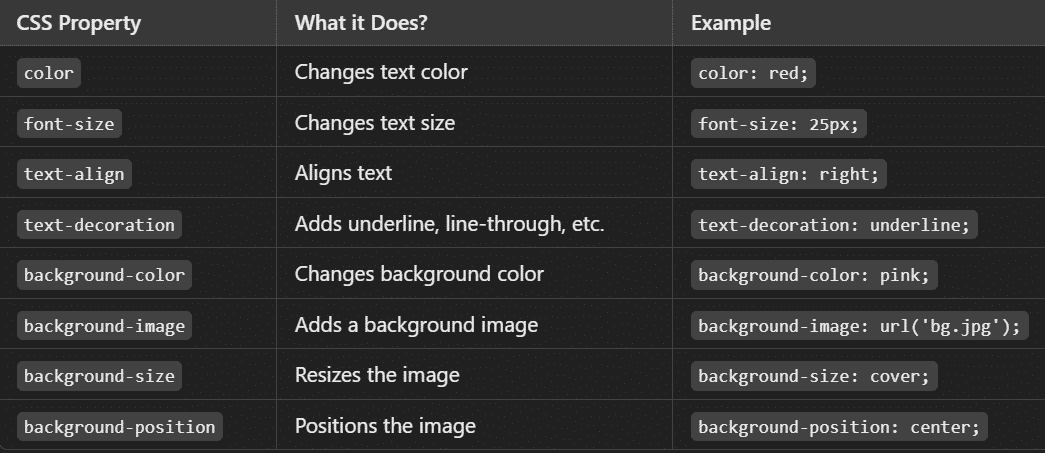 CSS Property What it Does? Example
color Changes text color color: red;
font-size Changes text size font-size: 25px;
text-align Aligns text text-align: right;
text-decoration Adds underline, line-through, etc. text-decoration: underline;
background-color Changes background color background-color: pink;
background-image Adds a background image background-image: url('bg.jpg');
background-size Resizes the image background-size: cover;
background-position Positions the image background-position: center;